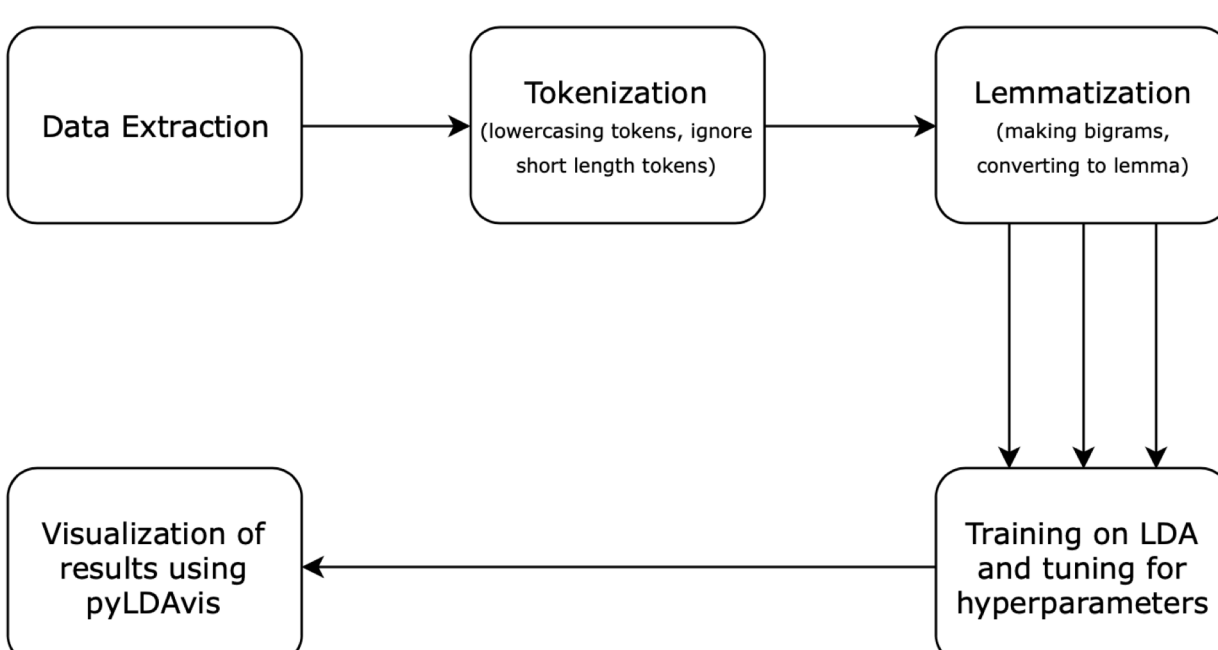 Data Extraction
Tokenization
(lowercasing tokens, ignore
short length tokens)
Lemmatization
(making bigrams,
converting to lemma)
Visualization of
results using
pyLDAvis
Training on LDA
and tuning for
hyperparameters